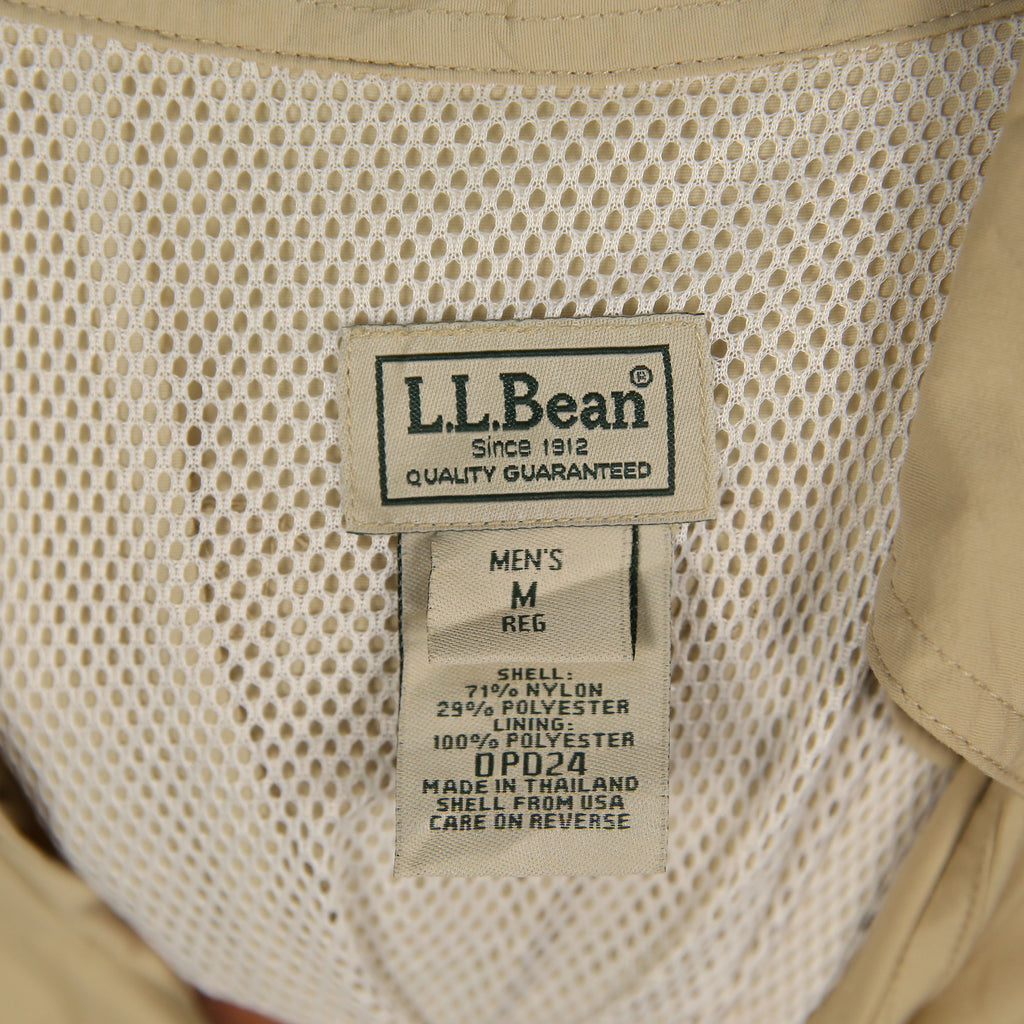 L.L.Bean®
Since 1912
QUALITY GUARANTEED
MEN'S
M
REG
SHELL:
71% NYLON
29% POLYESTER
LINING:
100% POLYESTER
0PD24
MADE IN THAILAND
SHELL FROM USA
CARE ON REVERSE